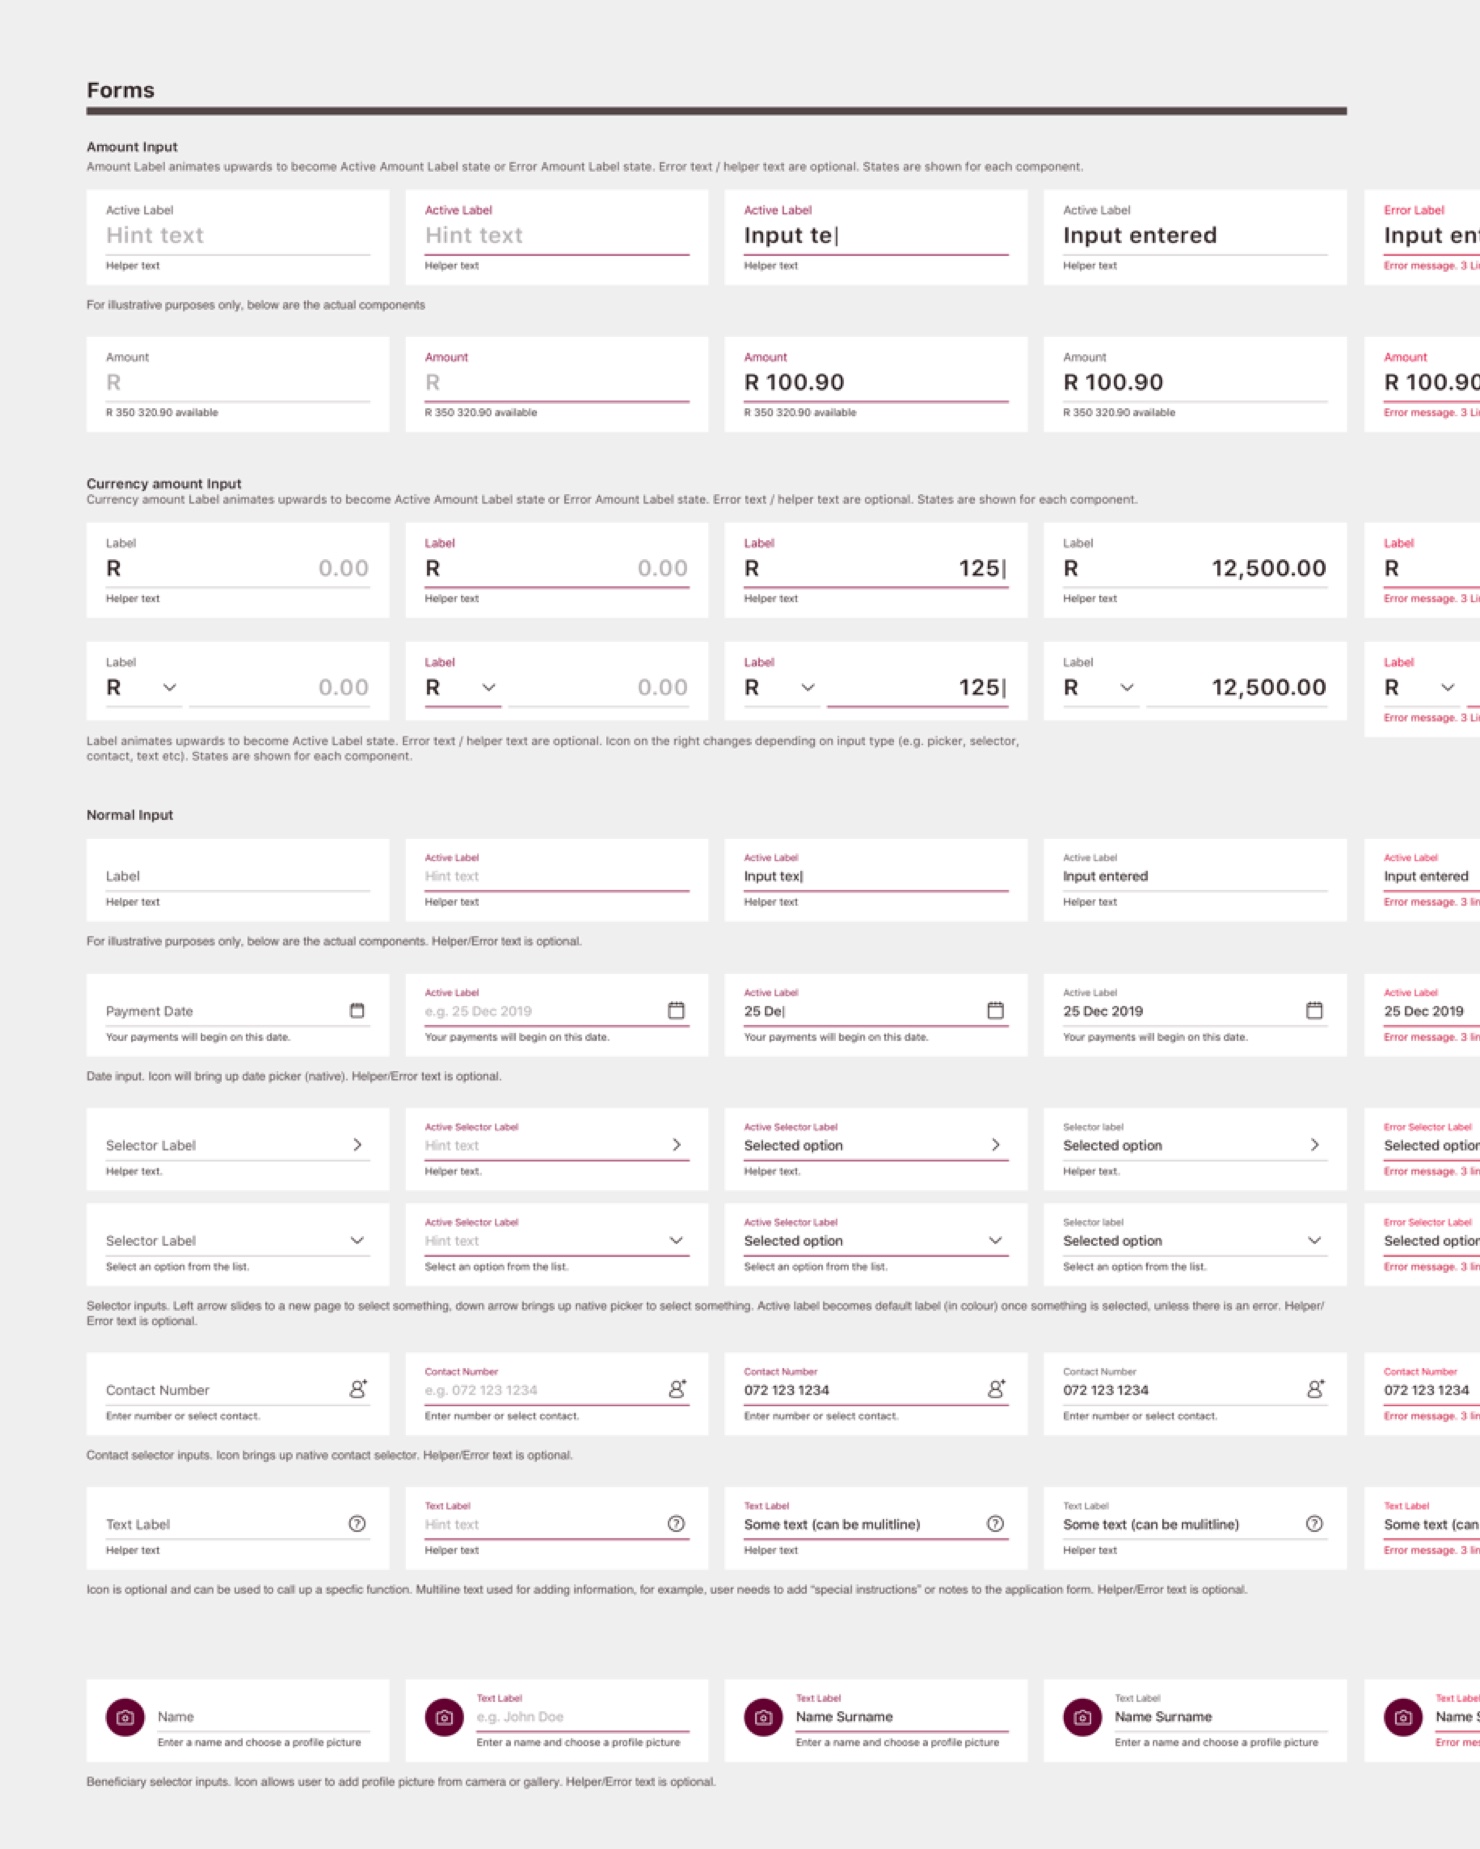 Forms
Amount Input
Amount Label animates upwards to become Active Amount Label state or Error Amount Label state. Error text / helper text are optional. States are shown for each component.
Active Label Active Label Active Label Active Label Error Label
Hint text Hint text Input te| Input entered Input ent
Helper text Helper text Helper text Helper text Error message. 3 Li
For illustrative purposes only, below are the actual components
Amount Amount Amount Amount Amount
R R R 100.90 R 100.90 R 100.90
R 350 320.90 available R 350 320.90 available R 350 320.90 available R 350 320.90 available Error message. 3 Li
Currency amount Input
Currency amount Label animates upwards to become Active Amount Label state or Error Amount Label state. Error text / helper text are optional. States are shown for each component.
Label Label Label Label Label
R 0.00 R 0.00 R 125| R 12,500.00 R
Helper text Helper text Helper text Helper text Error message. 3 Li
Label Label Label Label Label
R 0.00 R 0.00 R 125| R 12,500.00 R
Error message. 3 Li
Label animates upwards to become Active Label state. Error text / helper text are optional. Icon on the right changes depending on input type (e.g. picker, selector,
contact, text etc). States are shown for each component.
Normal Input
Active Label Active Label Active Label Active Label
Label Hint text Input tex| Input entered Input entered
Helper text Helper text Helper text Helper text Error message. 3 lin
For illustrative purposes only, below are the actual components. Helper/Error text is optional.
Active Label Active Label Active Label Active Label
Payment Date e.g. 25 Dec 2019 25 De| 25 Dec 2019 25 Dec 2019
Your payments will begin on this date. Your payments will begin on this date. Your payments will begin on this date. Your payments will begin on this date. Error message. 3 lin
Date input. Icon will bring up date picker (native). Helper/Error text is optional.
Active Selector Label Active Selector Label Selector label Error Selector Label
Selector Label Hint text Selected option Selected option Selected option
Helper text. Helper text. Helper text. Helper text. Error message. 3 lin
Active Selector Label Active Selector Label Selector label Error Selector Label
Selector Label Hint text Selected option Selected option Selected option
Select an option from the list. Select an option from the list. Select an option from the list. Select an option from the list. Error message. 3 lin
Selector inputs. Left arrow slides to a new page to select something, down arrow brings up native picker to select something. Active label becomes default label (in colour) once something is selected, unless there is an error. Helper/
Error text is optional.
Contact Number Contact Number Contact Number Contact Number
Contact Number e.g. 072 123 1234 072 123 1234 072 123 1234 072 123 1234
Enter number or select contact. Enter number or select contact. Enter number or select contact. Enter number or select contact. Error message. 3 lin
Contact selector inputs. Icon brings up native contact selector. Helper/Error text is optional.
Text Label Text Label Text Label Text Label
Text Label Hint text Some text (can be mulitline) Some text (can be mulitline) Some text (can
Helper text Helper text Helper text Helper text Error message. 3 lin
Icon is optional and can be used to call up a specfic function. Multiline text used for adding information, for example, user needs to add “special instructions” or notes to the application form. Helper/Error text is optional.
Text Label Text Label Text Label Text Label
Name e.g. John Doe Name Surname Name Surname Name S
Enter a name and choose a profile picture Enter a name and choose a profile picture Enter a name and choose a profile picture Enter a name and choose a profile picture Error mes
Beneficiary selector inputs. Icon allows user to add profile picture from camera or gallery. Helper/Error text is optional.